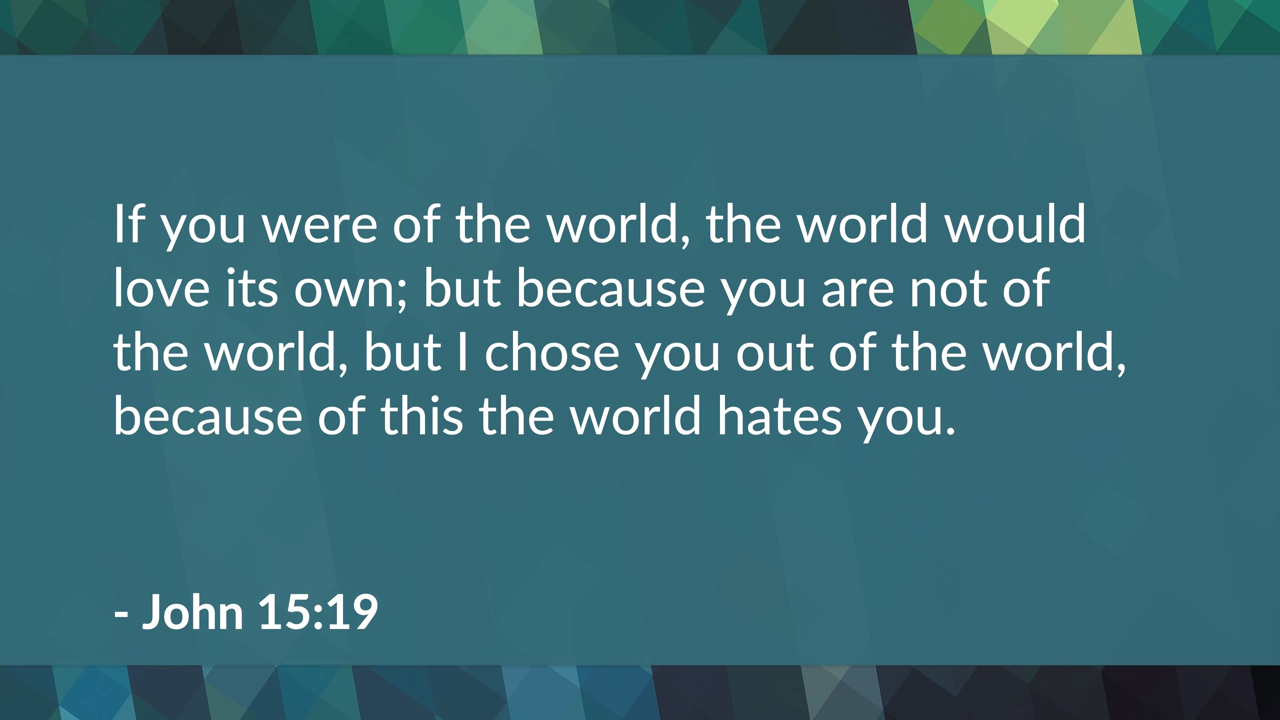 If you were of the world, the world would
love its own; but because you are not of
the world, but I chose you out of the world,
because of this the world hates you.
- John 15:19